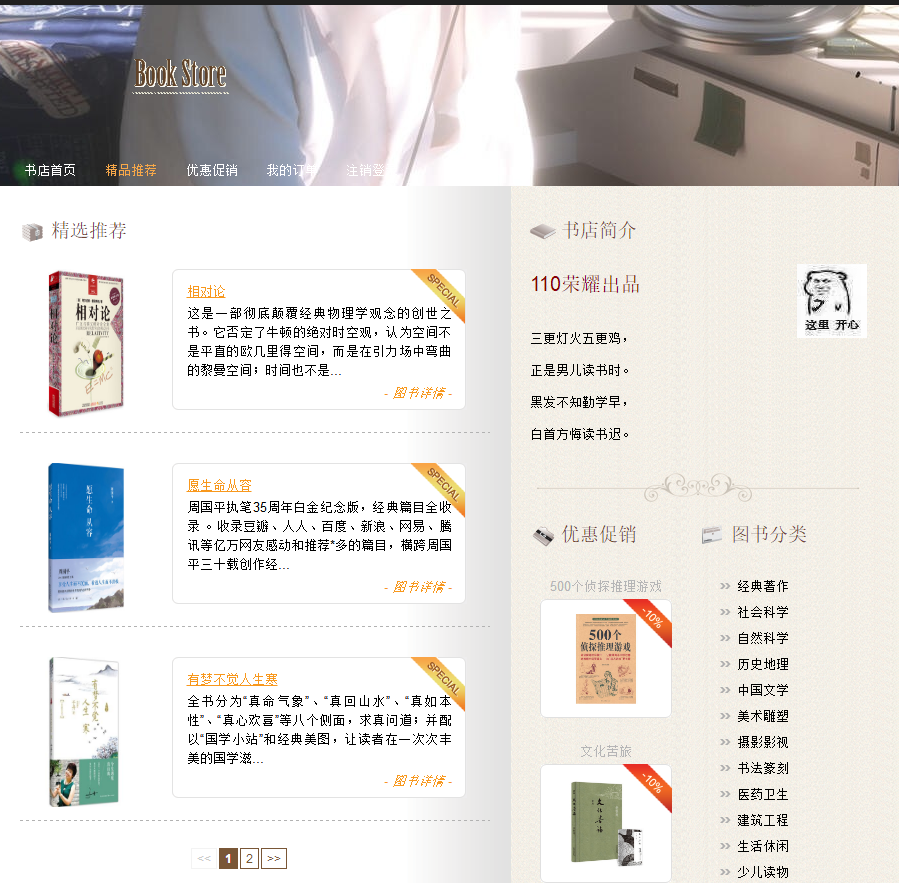 Book Store
书店首页 精品推荐 优惠促销 我的订单 注销登
精选推荐
相对论
SPECIAL
相对论
这是一部彻底颠覆经典物理学观念的创世之
书。它否定了牛顿的绝对时空观，认为空间不
是平直的欧几里得空间，而是在引力场中弯曲
的黎曼空间；时间也不是...
- 图书详情 -
SPECIAL
愿生命从容
周国平执笔35周年白金纪念版，经典篇目全收
录 。收录豆瓣、人人、百度、新浪、网易、腾
讯等亿万网友感动和推荐*多的篇目，横跨周国
平三十载创作经...
- 图书详情 -
有梦不觉人生寒
SPECIAL
有梦不觉人生寒
全书分为“真命气象”、“真回山水”、“真如本
性”、“真心欢言”等八个侧面，求真问道；并配
以“国学小站”和经典美图，让读者在一次次丰
美的国学滋...
- 图书详情 -
<< 1 2 >>
书店简介
110荣耀出品
这里 开心
三更灯火五更鸡，
正是男儿读书时。
黑发不知勤学早，
白首方悔读书迟。
优惠促销
500个侦探推理游戏
-10%
500个
侦探推理游戏
文化苦旅
-10%
文化苦旅
图书分类
经典著作
社会科学
自然科学
历史地理
中国文学
美术雕塑
摄影影视
书法篆刻
医药卫生
建筑工程
生活休闲
少儿读物